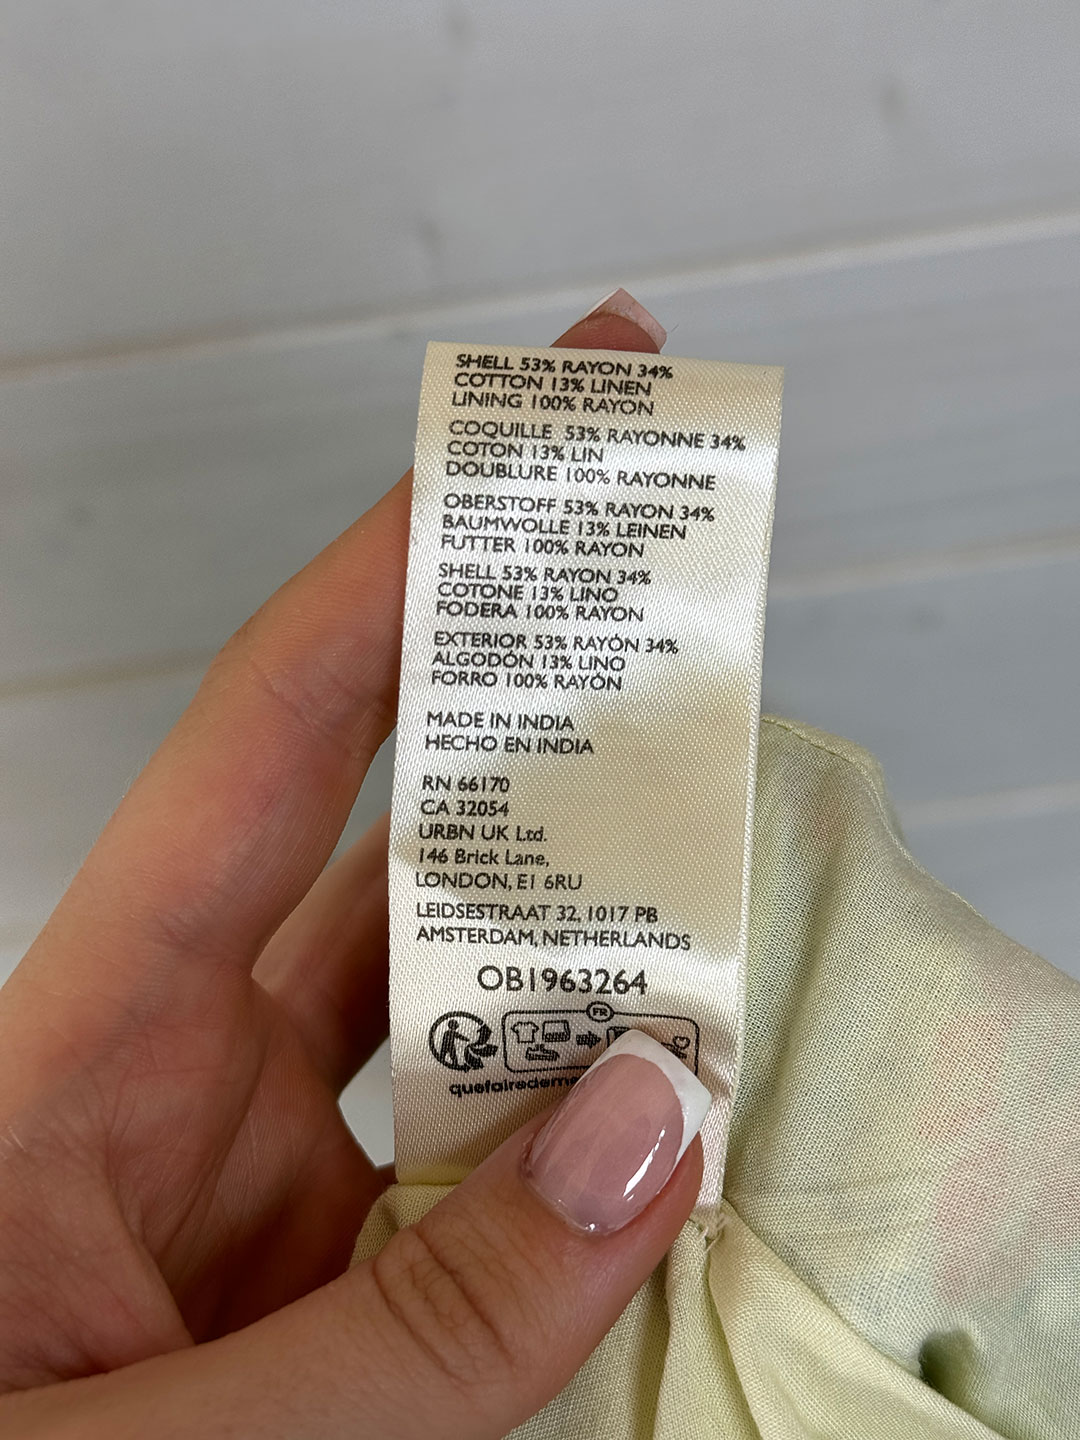 SHELL 53% RAYON 34%
COTTON 13% LINEN
LINING 100% RAYON
COQUILLE 53% RAYONNE 34%
COTON 13% LIN
DOUBLURE 100% RAYONNE
OBERSTOFF 53% RAYON 34%
BAUMWOLLE 13% LEINEN
FUTTER 100% RAYON
SHELL 53% RAYON 34%
COTONE 13% LINO
FODERA 100% RAYON
EXTERIOR 53% RAYÓN 34%
ALGODÓN 13% LINO
FORRO 100% RAYÓN
MADE IN INDIA
HECHO EN INDIA
RN 66170
CA 32054
URBN UK Ltd.
146 Brick Lane,
LONDON, E1 6RU
LEIDSESTRAAT 32, 1017 PB
AMSTERDAM, NETHERLANDS
OB1963264
FR